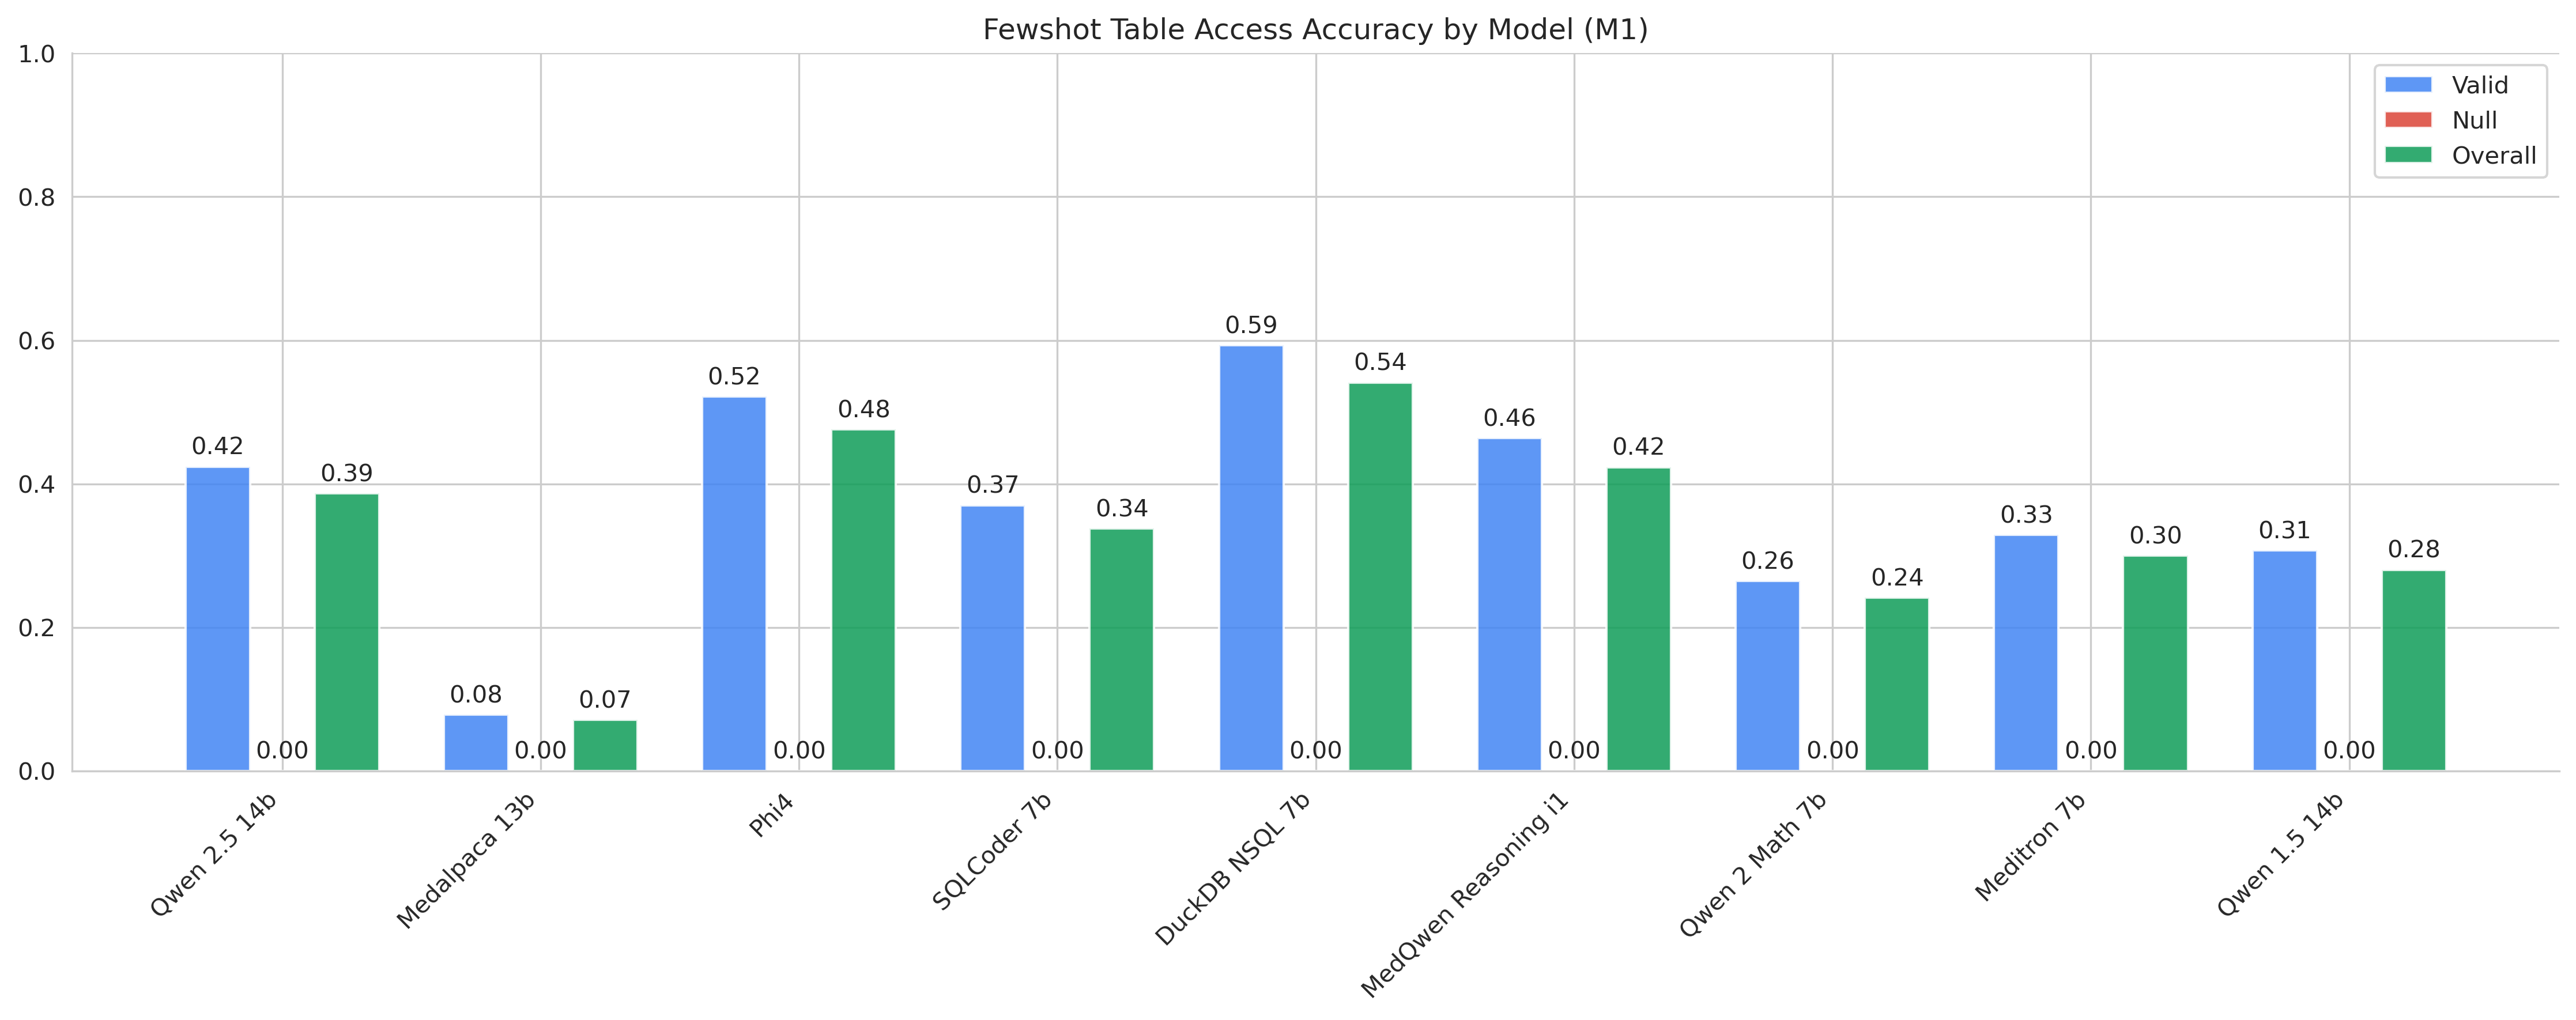 Fewshot Table Access Accuracy by Model (M1)
1.0
0.8
0.6
0.4
0.2
0.0
Valid
Null
Overall
0.42
0.00
0.39
0.08
0.00
0.07
0.52
0.00
0.48
0.37
0.00
0.34
0.59
0.00
0.54
0.46
0.00
0.42
0.26
0.00
0.24
0.33
0.00
0.30
0.31
0.00
0.28
Qwen 2.5 14b
Medalpaca 13b
Phi4
SQLCoder 7b
DuckDB NSQL 7b
MedQwen Reasoning i1
Qwen 2 Math 7b
Meditron 7b
Qwen 1.5 14b